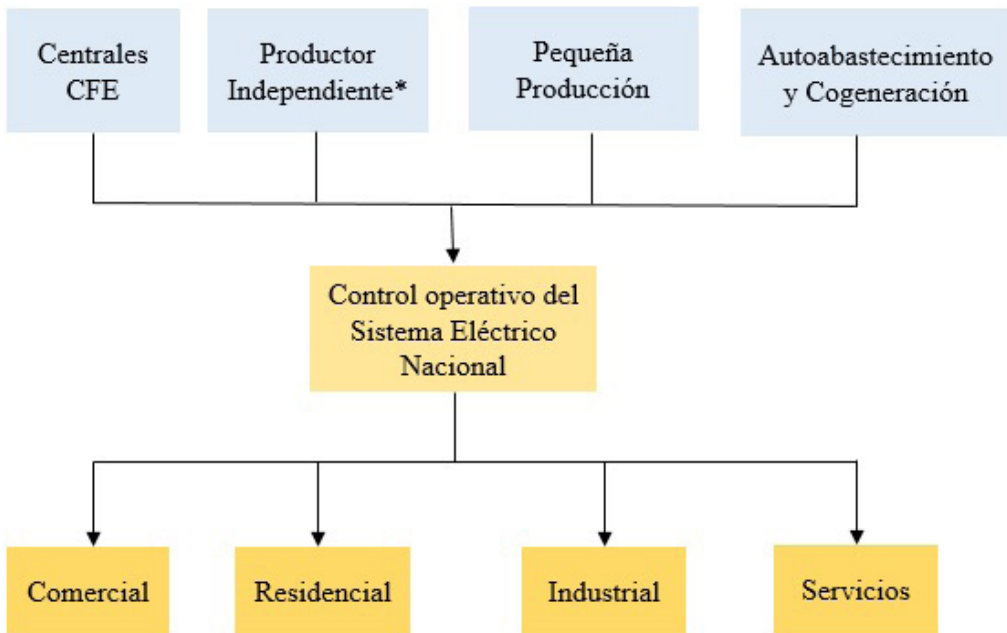 Centrales
CFE
Productor
Independiente*
Pequeña
Producción
Autoabastecimiento
y Cogeneración
Control operativo del
Sistema Eléctrico
Nacional
Comercial
Residencial
Industrial
Servicios